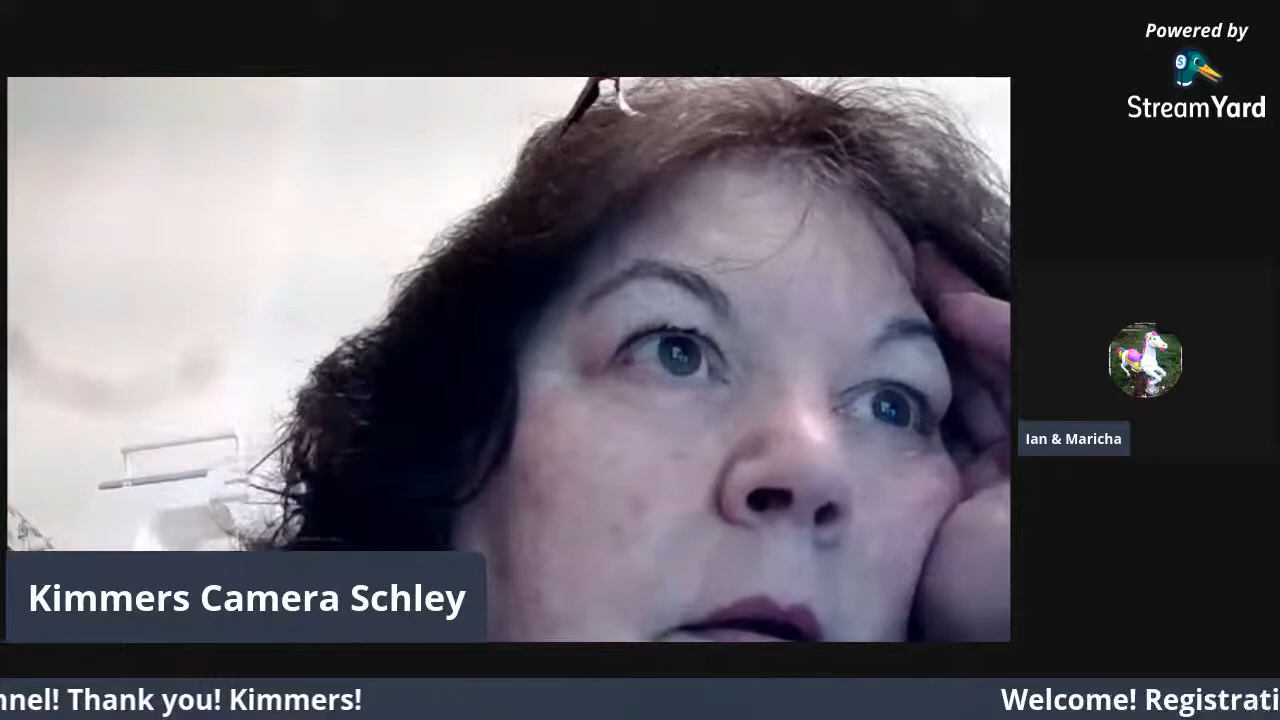 Powered by
StreamYard
Ian & Maricha
Kimmers Camera Schley
nnel! Thank you! Kimmers!
Welcome! Registrati